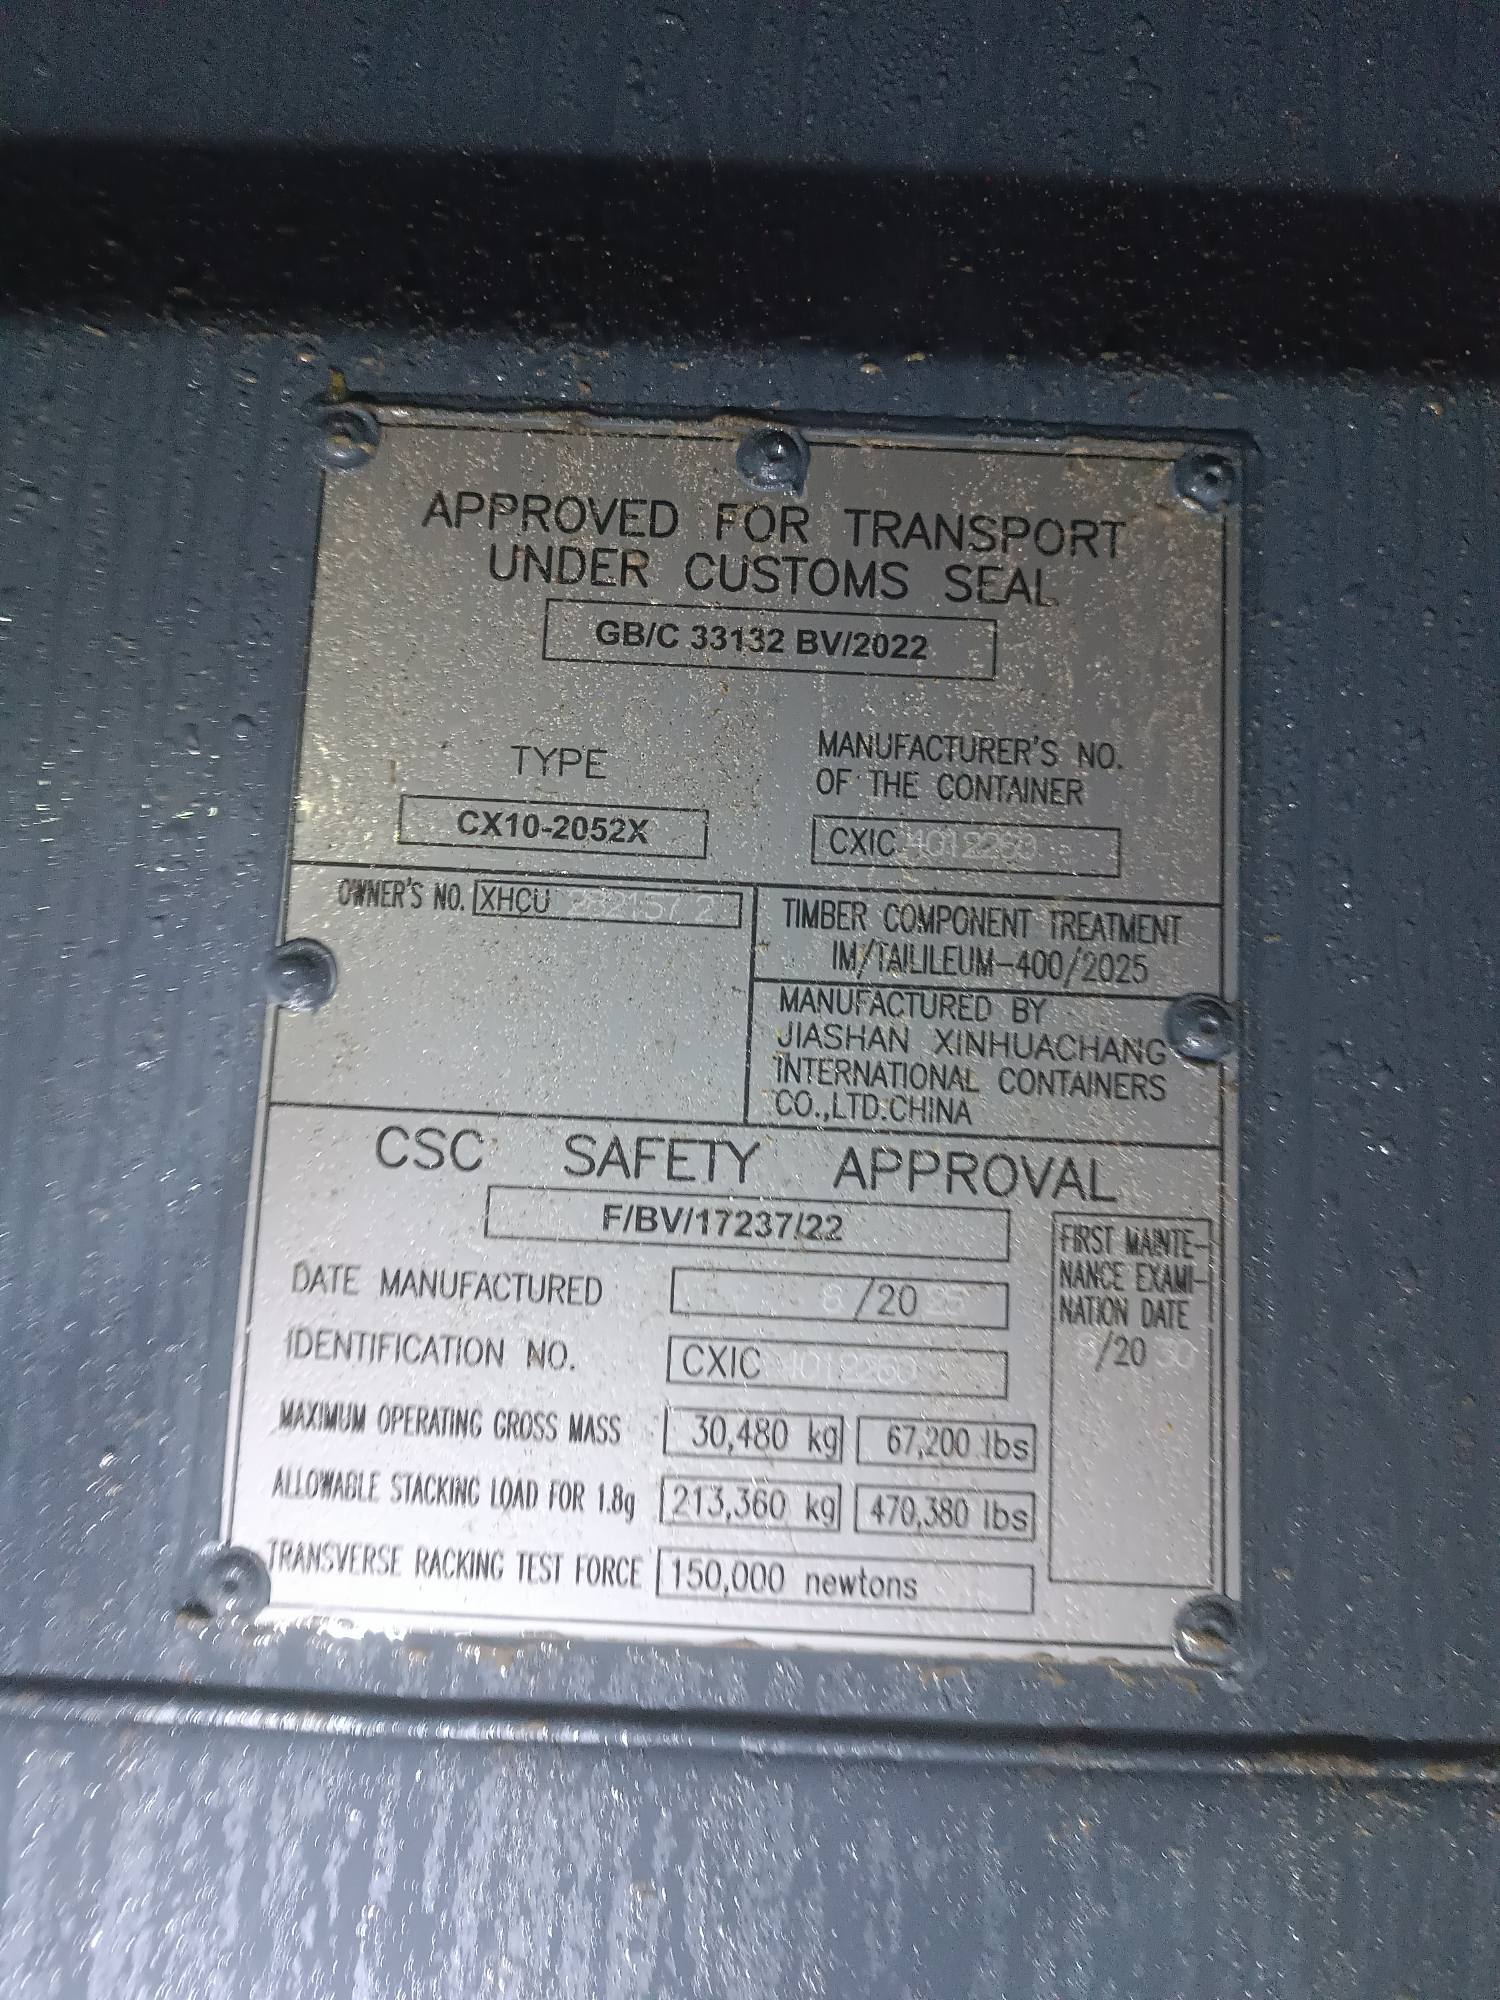 APPROVED FOR TRANSPORT
UNDER CUSTOMS SEAL
GB/C 33132 BV/2022
TYPE
CX10-2052X
MANUFACTURER'S NO.
OF THE CONTAINER
CXIC
OWNER'S NO. XHCU
TIMBER COMPONENT TREATMENT
IM/TAILILEUM-400/2025
MANUFACTURED BY
JIASHAN XINHUACHANG
INTERNATIONAL CONTAINERS
CO.,LTD.CHINA
CSC SAFETY APPROVAL
F/BV/17237/22
DATE MANUFACTURED /20
IDENTIFICATION NO. CXIC
MAXIMUM OPERATING GROSS MASS 30,480 kg 67,200 lbs
ALLOWABLE STACKING LOAD FOR 1.8g 213,360 kg 470,380 lbs
TRANSVERSE RACKING TEST FORCE 150,000 newtons
FIRST MAINTE-
NANCE EXAMI-
NATION DATE
/20 30